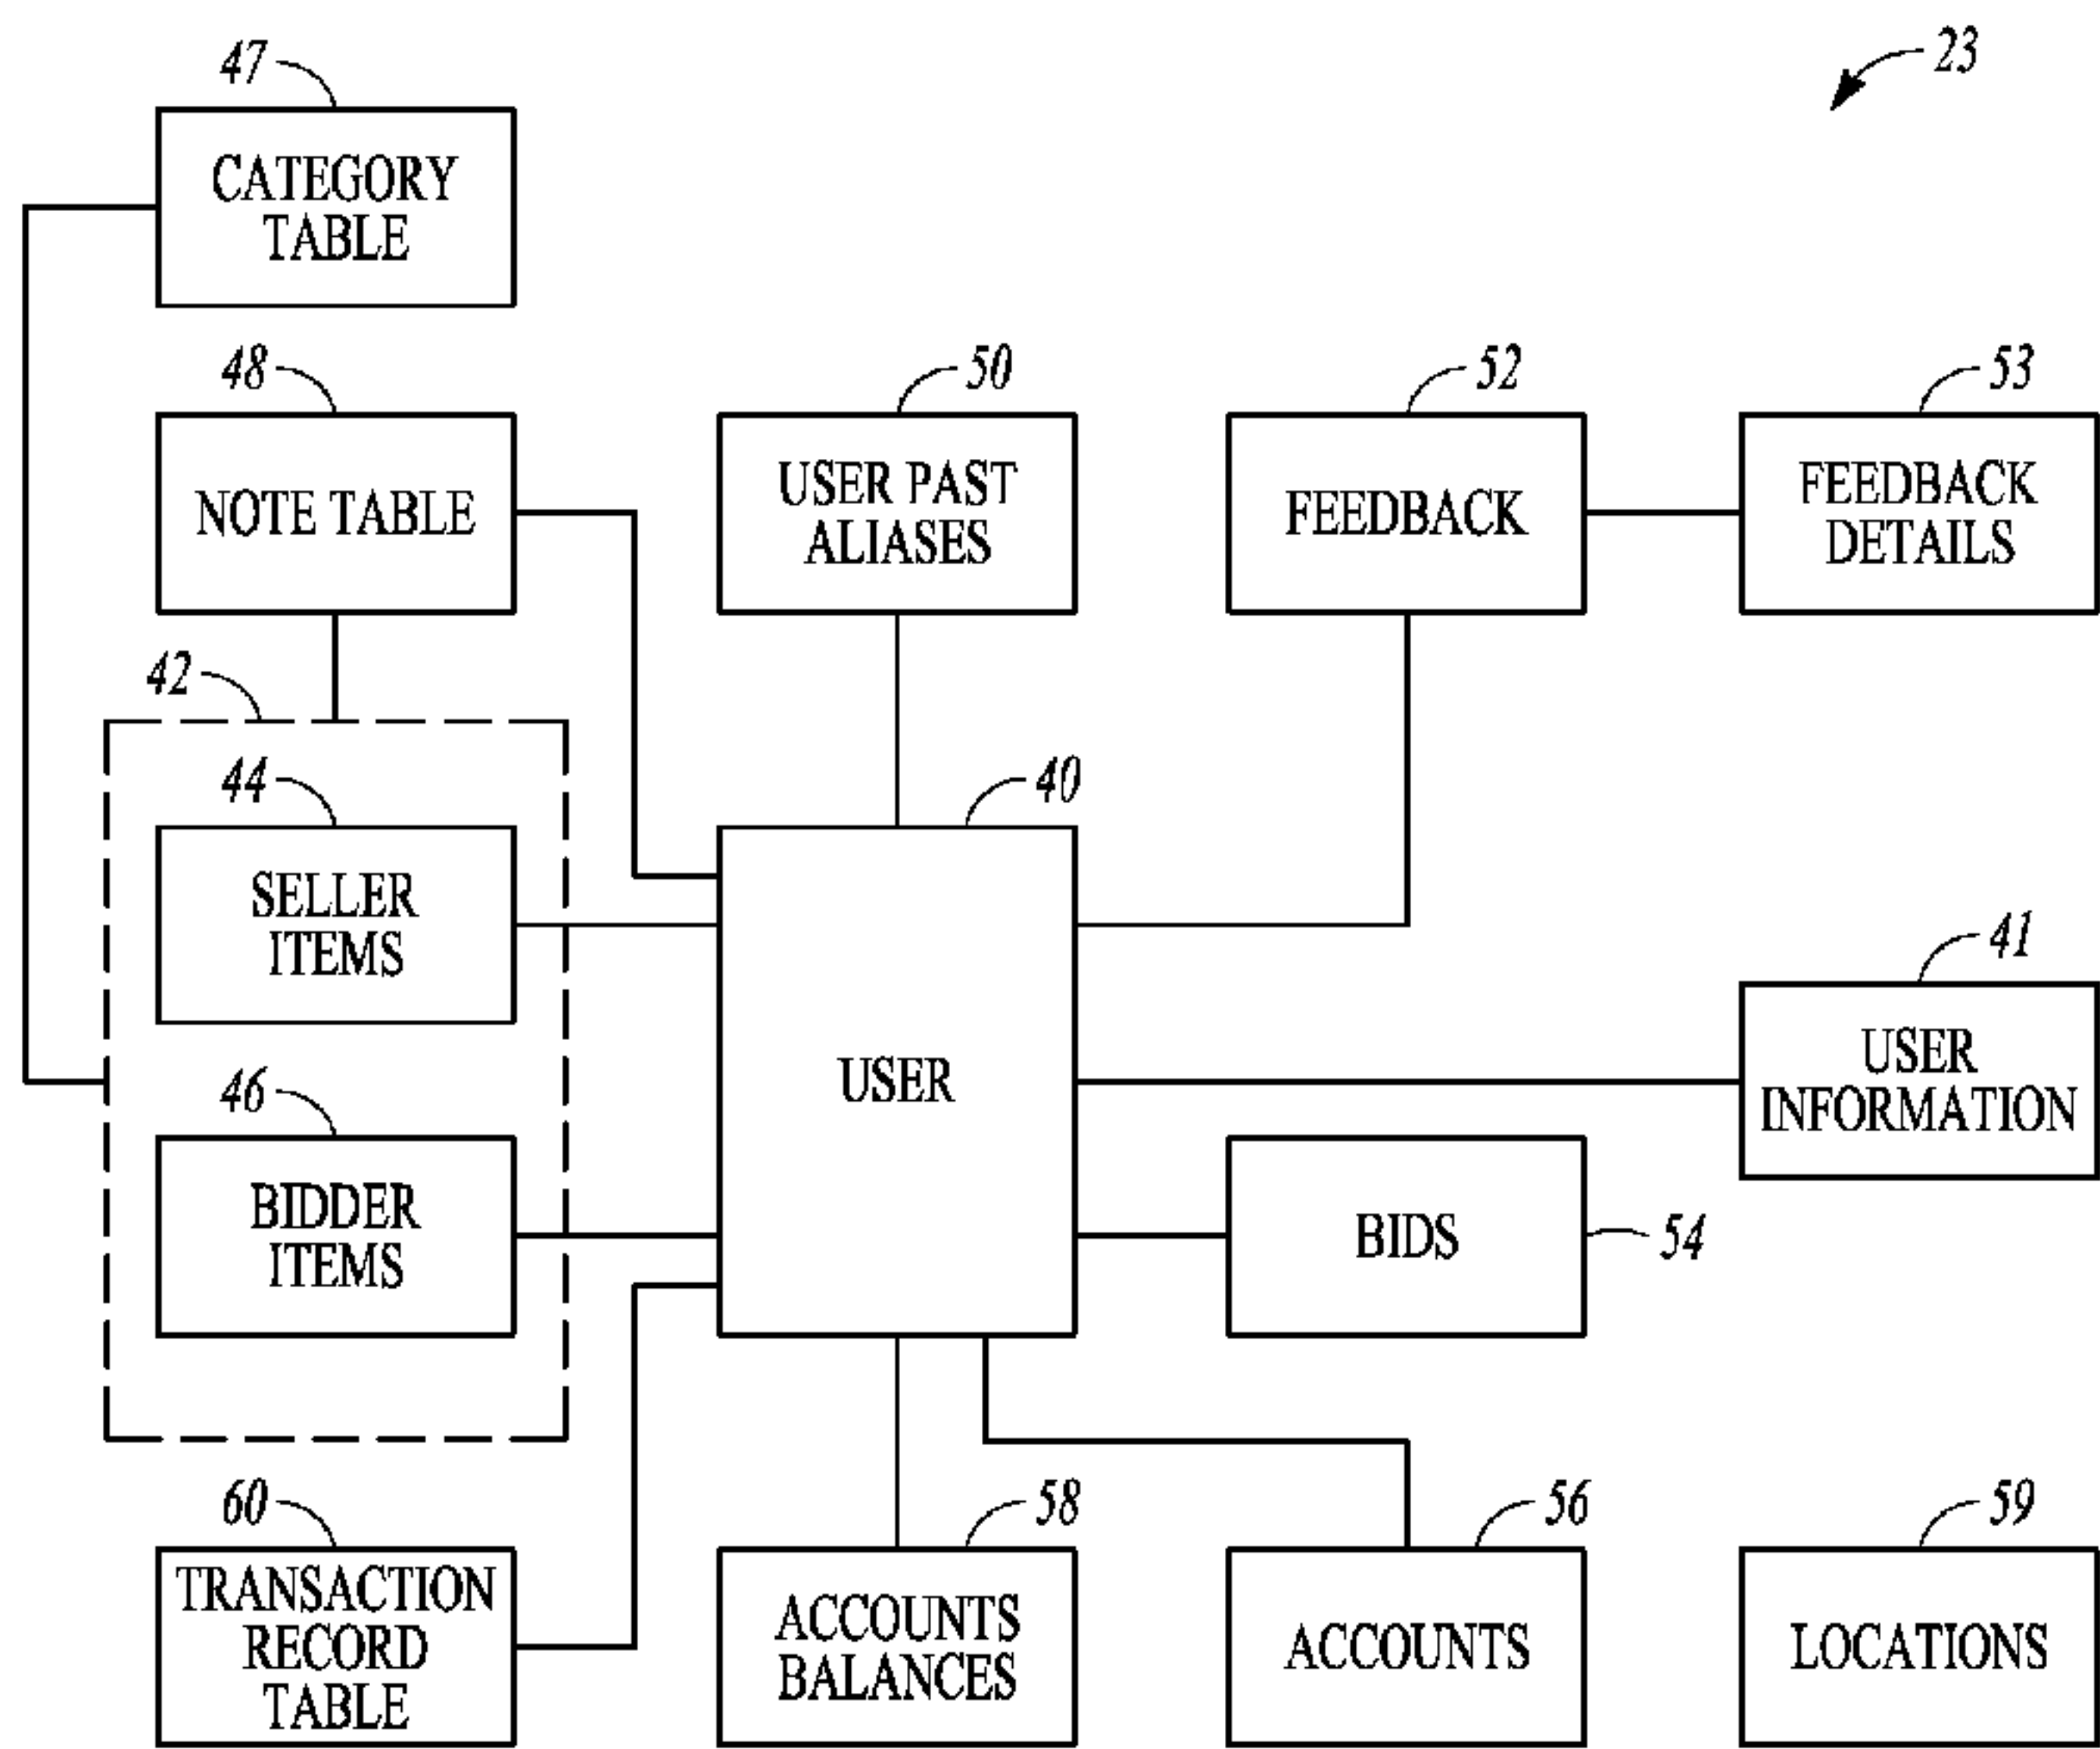 47
23
CATEGORY
TABLE
48
50
52
53
NOTE TABLE
USER PAST
ALIASES
FEEDBACK
FEEDBACK
DETAILS
42
44
40
SELLER
ITEMS
41
USER
USER
INFORMATION
46
BIDDER
ITEMS
BIDS
54
60
58
56
59
TRANSACTION
RECORD
TABLE
ACCOUNTS
BALANCES
ACCOUNTS
LOCATIONS